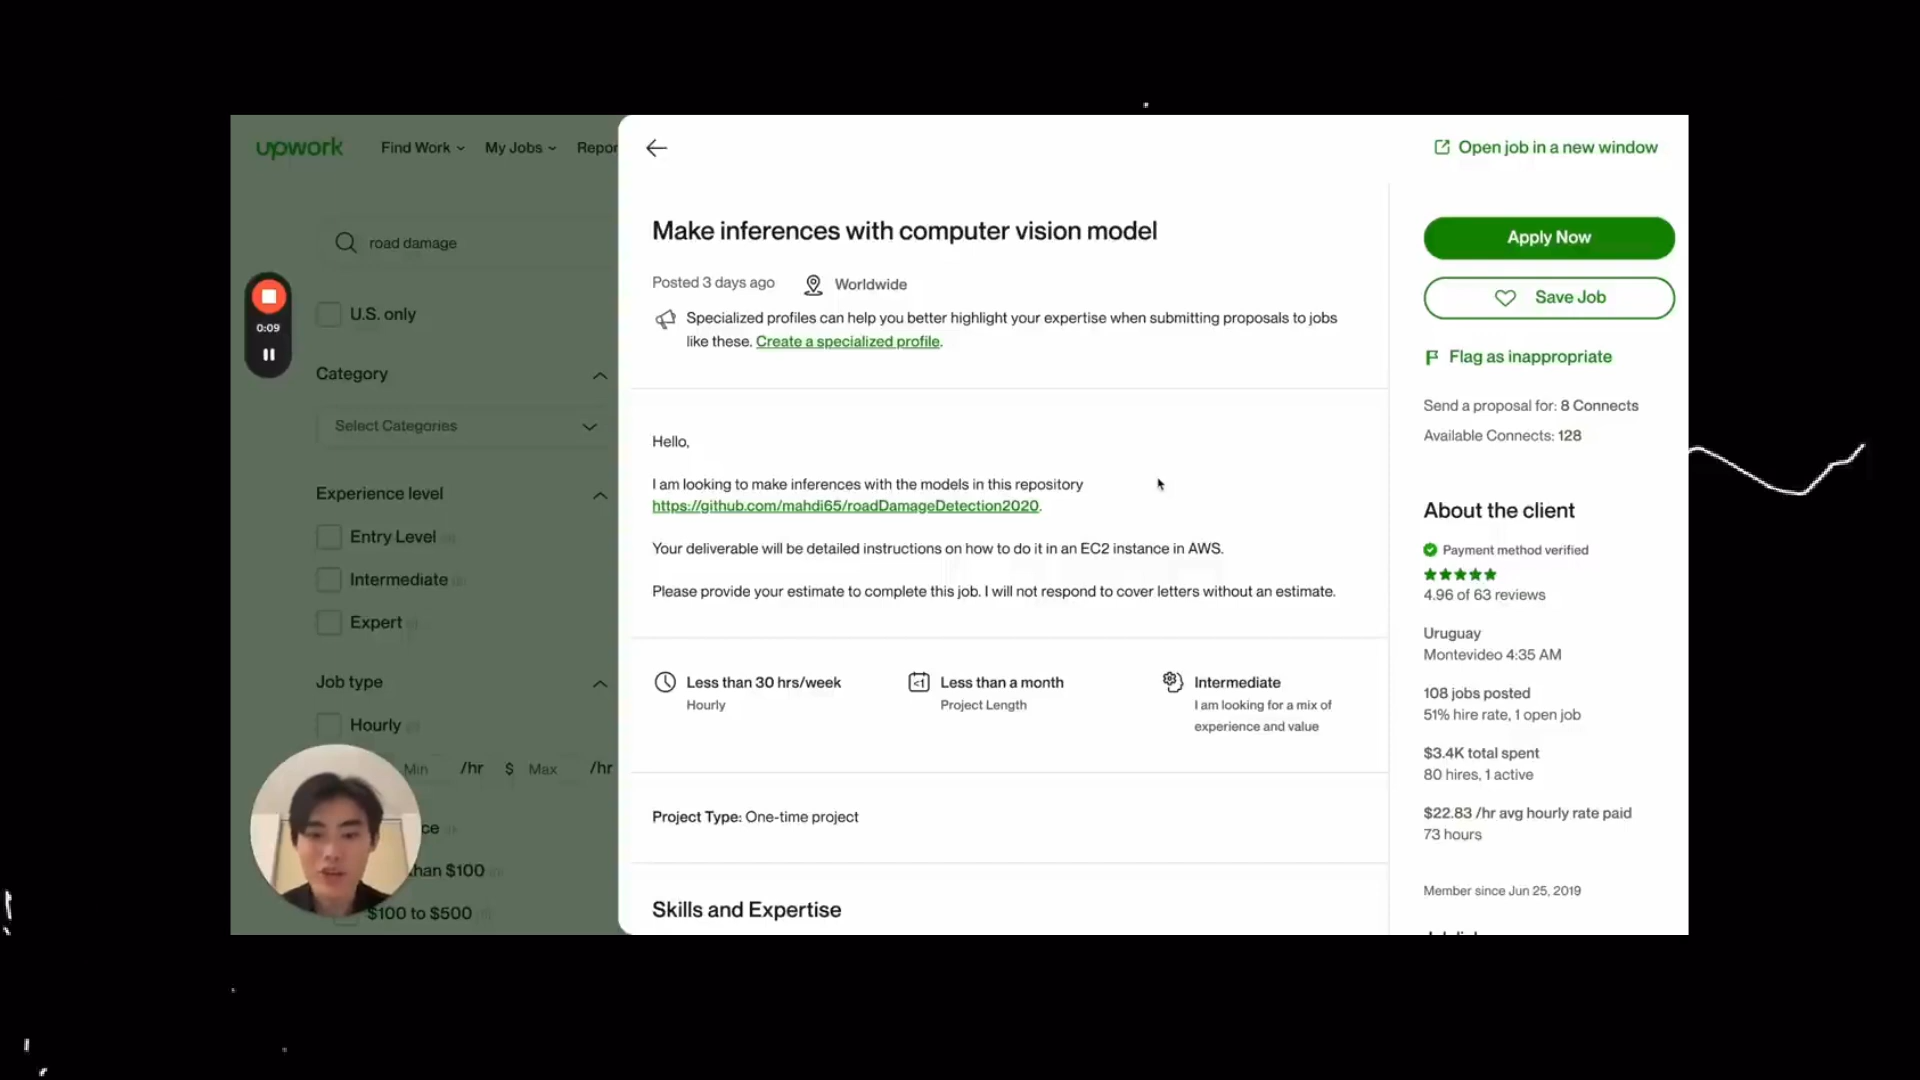 upwork
Find Work
My Jobs
Repor
road damage
0:09
U.S. only
Category
Select Categories
Experience level
Entry Level
Intermediate
Expert
Job type
Hourly
Min /hr $ Max /hr
ce
han $100
$100 to $500
Open job in a new window
Make inferences with computer vision model
Posted 3 days ago
Worldwide
Specialized profiles can help you better highlight your expertise when submitting proposals to jobs
like these. Create a specialized profile.
Hello,
I am looking to make inferences with the models in this repository
https://github.com/mahdi65/roadDamageDetection2020.
Your deliverable will be detailed instructions on how to do it in an EC2 instance in AWS.
Please provide your estimate to complete this job. I will not respond to cover letters without an estimate.
Less than 30 hrs/week
Hourly
<1
Less than a month
Project Length
Intermediate
I am looking for a mix of
experience and value
Project Type: One-time project
Skills and Expertise
Apply Now
Save Job
Flag as inappropriate
Send a proposal for: 8 Connects
Available Connects: 128
About the client
Payment method verified
4.96 of 63 reviews
Uruguay
Montevideo 4:35 AM
108 jobs posted
51% hire rate, 1 open job
$3.4K total spent
80 hires, 1 active
$22.83 /hr avg hourly rate paid
73 hours
Member since Jun 25, 2019